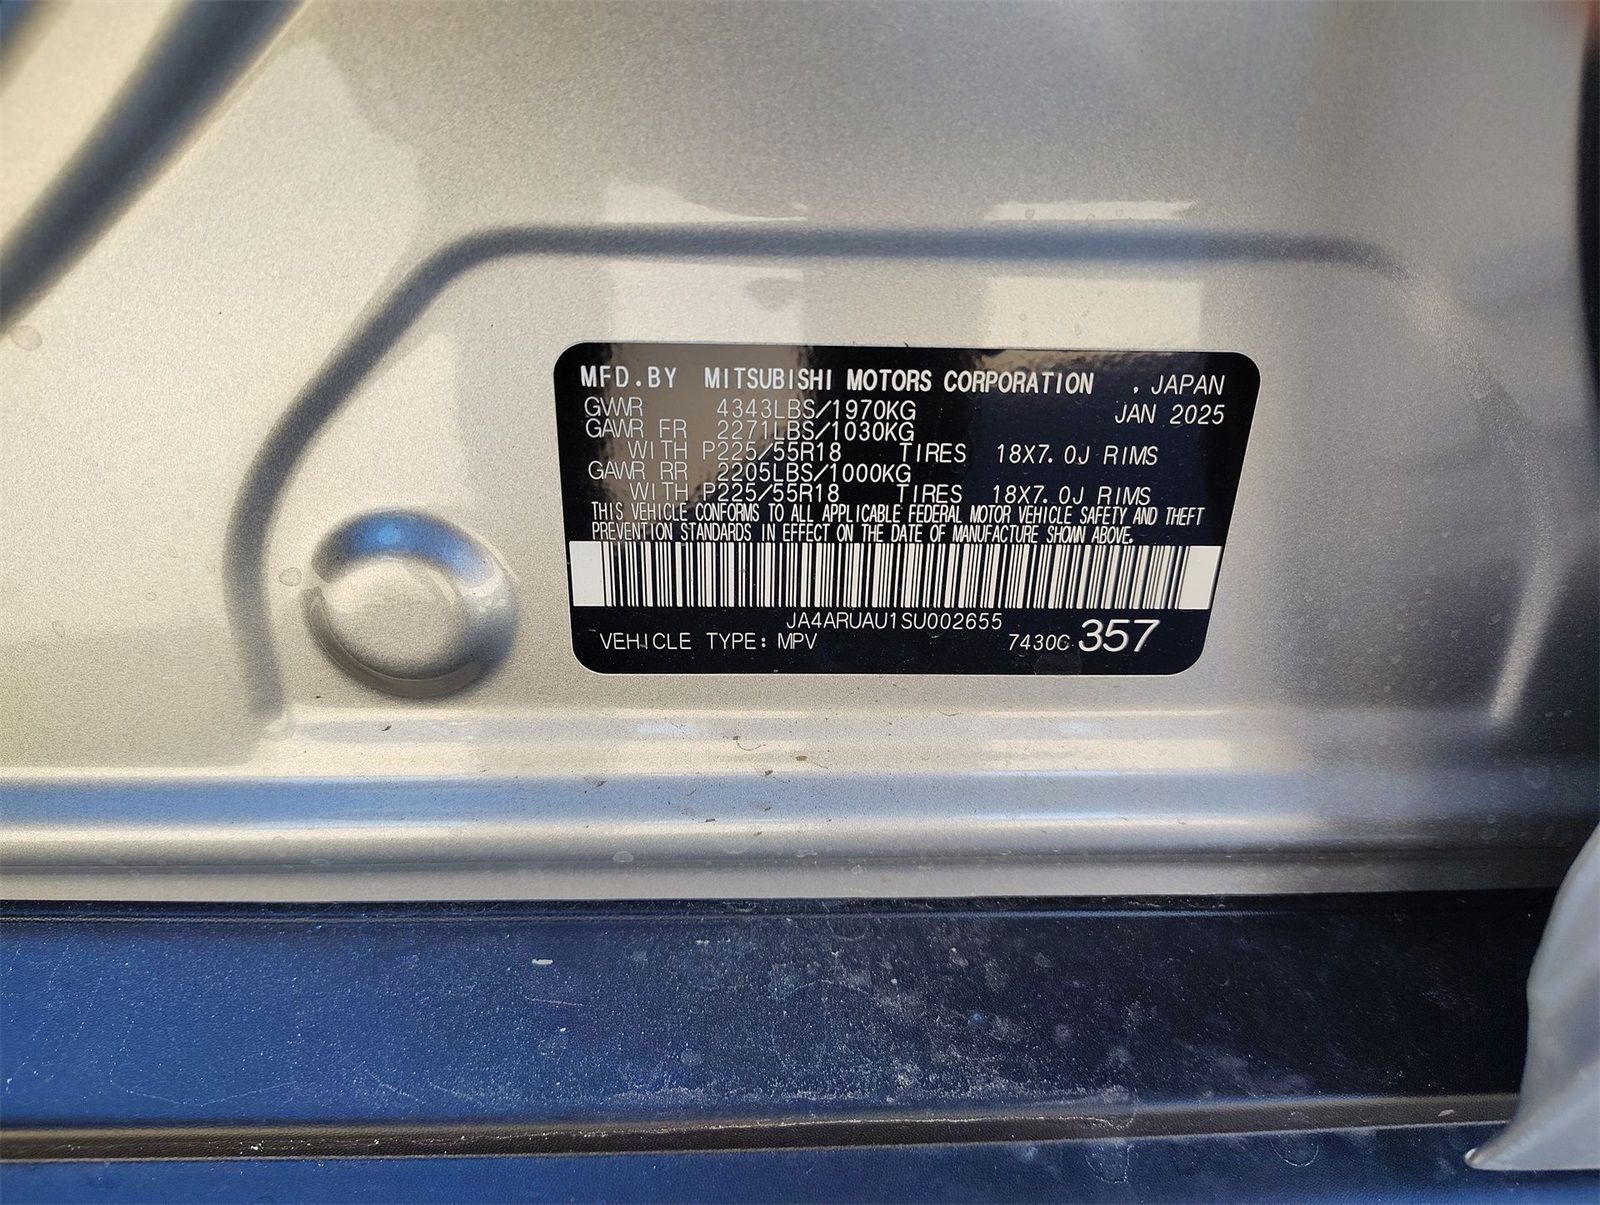 MFD.BY MITSUBISHI MOTORS CORPORATION . JAPAN
GVWR 4343LBS/1970KG JAN 2025
GAWR FR 2271LBS/1030KG
WITH P225/55R18 TIRES 18X7.0J RIMS
GAWR RR 2205LBS/1000KG
WITH P225/55R18 TIRES 18X7.0J RIMS
THIS VEHICLE CONFORMS TO ALL APPLICABLE FEDERAL MOTOR VEHICLE SAFETY AND THEFT
PREVENTION STANDARDS IN EFFECT ON THE DATE OF MANUFACTURE SHOWN ABOVE.
JA4ARUAU1SU002655
VEHICLE TYPE: MPV 7430C 357